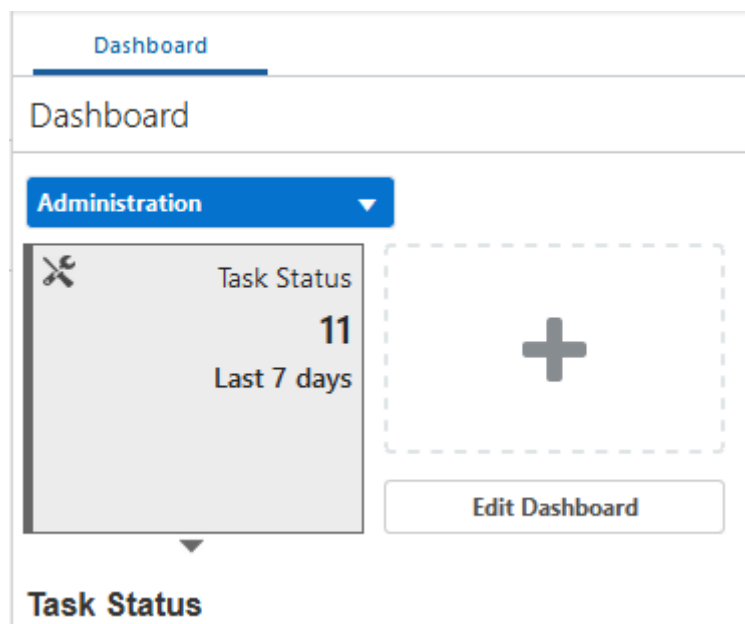 Dashboard
Dashboard
Administration
Task Status
11
Last 7 days
Edit Dashboard
Task Status